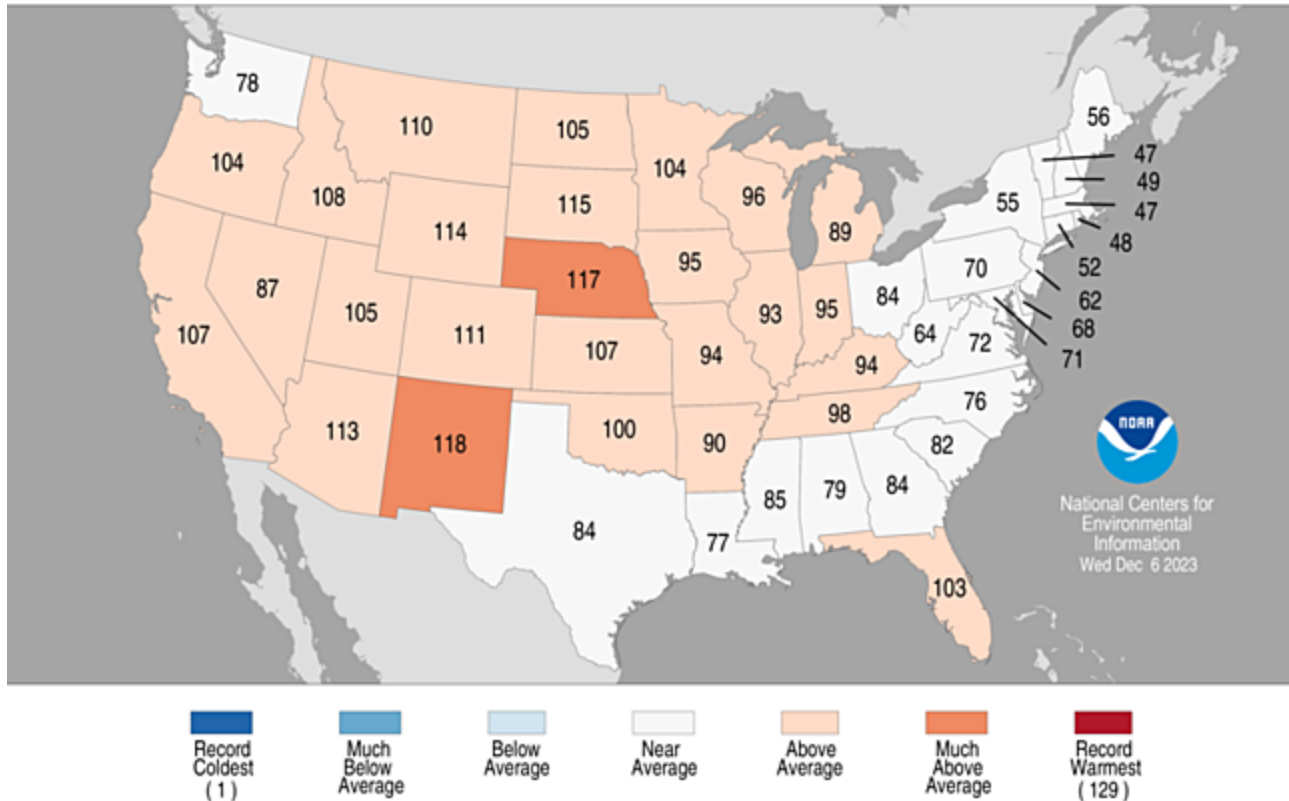 78
110
105
104
56
104
108
115
96
47
49
47
114
89
55
48
117
95
70
52
87
105
84
62
107
111
93
95
64
68
107
94
94
72
71
113
118
100
98
76
90
82
NOAA
84
85
79
84
77
103
National Centers for
Environmental
Information
Wed Dec 6 2023
Record
Coldest
( 1 )
Much
Below
Average
Below
Average
Near
Average
Above
Average
Much
Above
Average
Record
Warmest
( 129 )